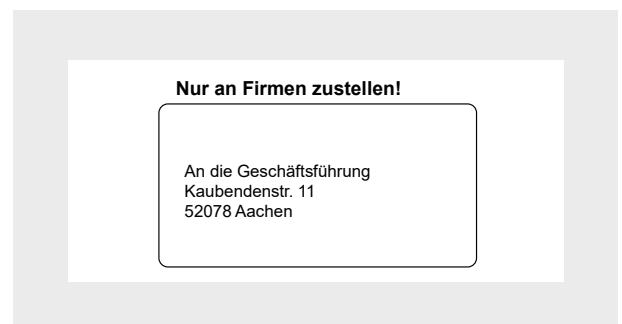 Nur an Firmen zustellen!
An die Geschäftsführung
Kaubendenstr. 11
52078 Aachen